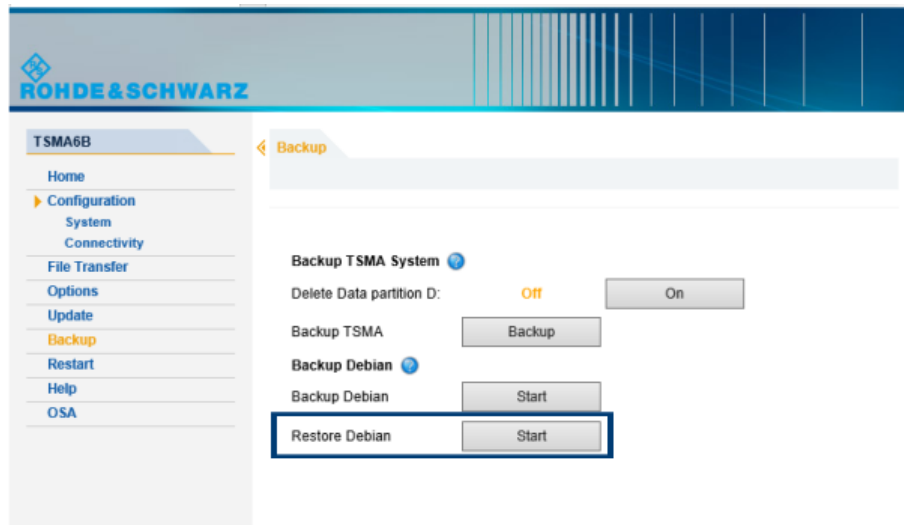 ROHDE&SCHWARZ
TSMA6B
Home
Configuration
System
Connectivity
File Transfer
Options
Update
Backup
Restart
Help
OSA
Backup
Backup TSMA System
Delete Data partition D: Off On
Backup TSMA Backup
Backup Debian
Backup Debian Start
Restore Debian Start